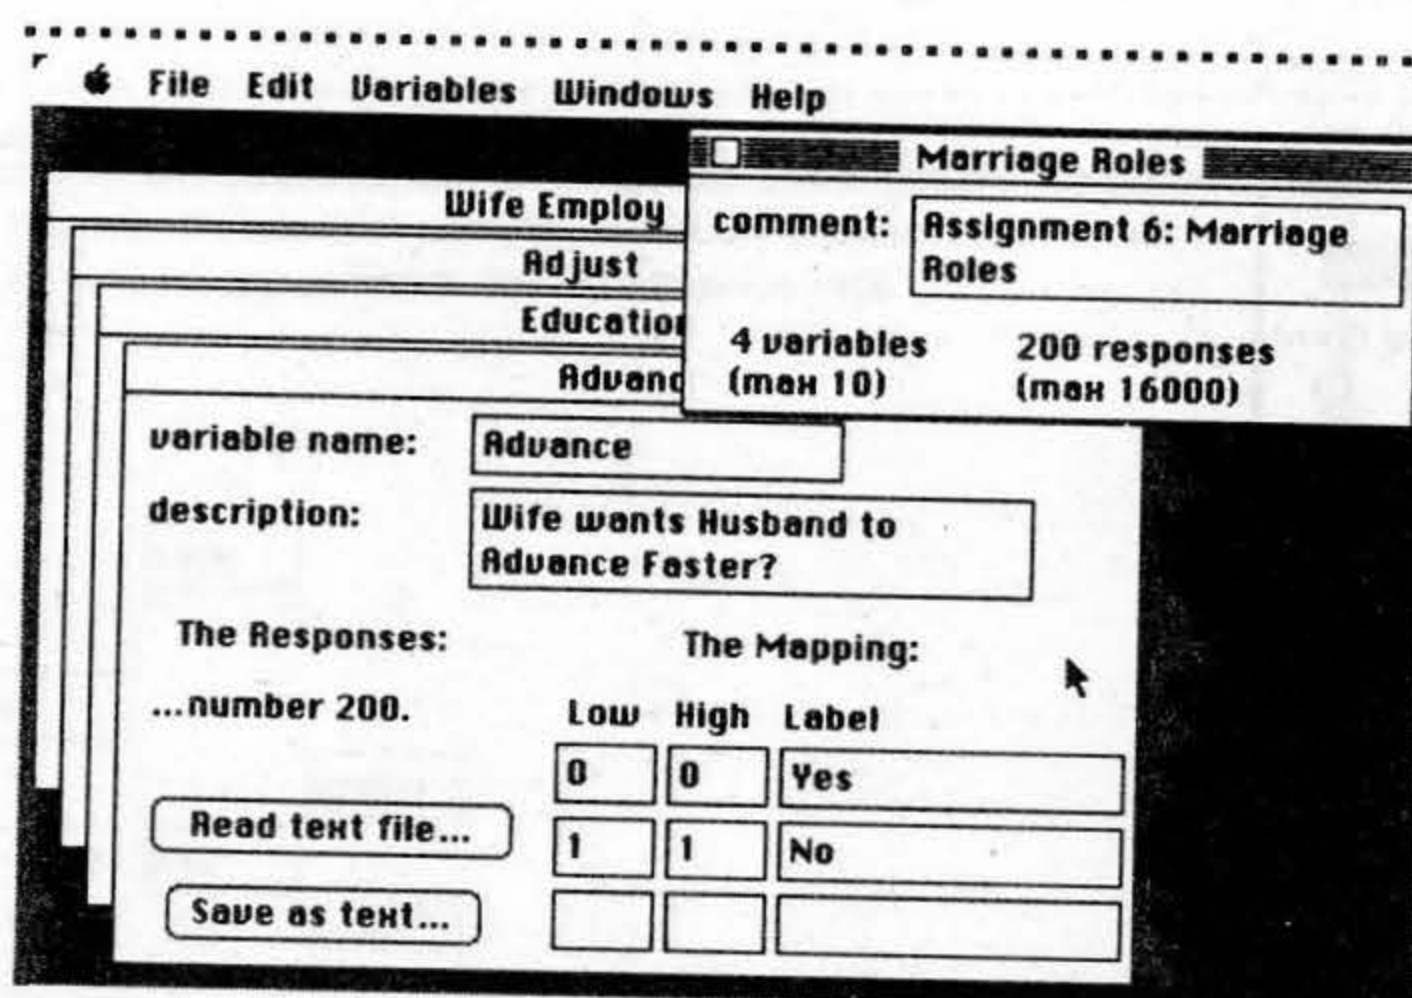 File Edit Variables Windows Help
Marriage Roles
comment: Assignment 6: Marriage
Roles
4 variables 200 responses
(max 10) (max 16000)
Wife Employ
Adjust
Education
Advanc
variable name: Advance
description: Wife wants Husband to
Advance Faster?
The Responses: The Mapping:
...number 200.
Low High Label
0 0 Yes
1 1 No
Read text file...
Save as text...